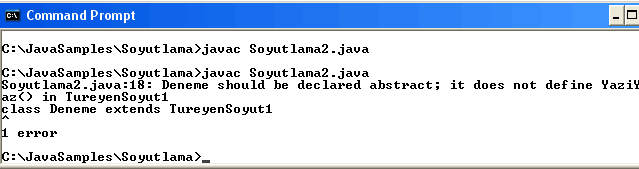 Command Prompt
C:\JavaSamples\Soyutlama>javac Soyutlama2.java
C:\JavaSamples\Soyutlama>javac Soyutlama2.java
Soyutlama2.java:18: Deneme should be declared abstract; it does not define YaziY
az() in TureyenSoyut1
class Deneme extends TureyenSoyut1
^
1 error
C:\JavaSamples\Soyutlama>_